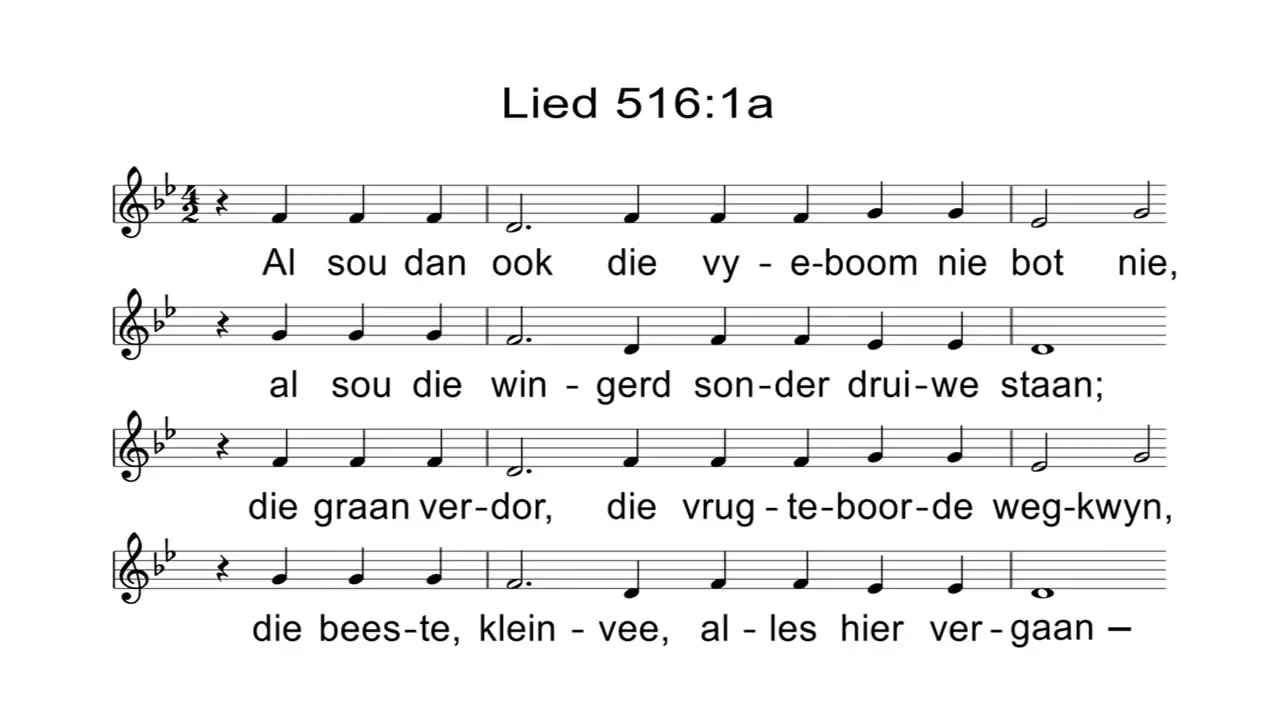 Lied 516:1a
4
2
Al sou dan ook die vy - e-boom nie bot nie,
al sou die win - gerd son-der drui-we staan;
die graan ver-dor, die vrug - te-boor-de weg-kwyn,
die bees-te, klein - vee, al - les hier ver-gaan –